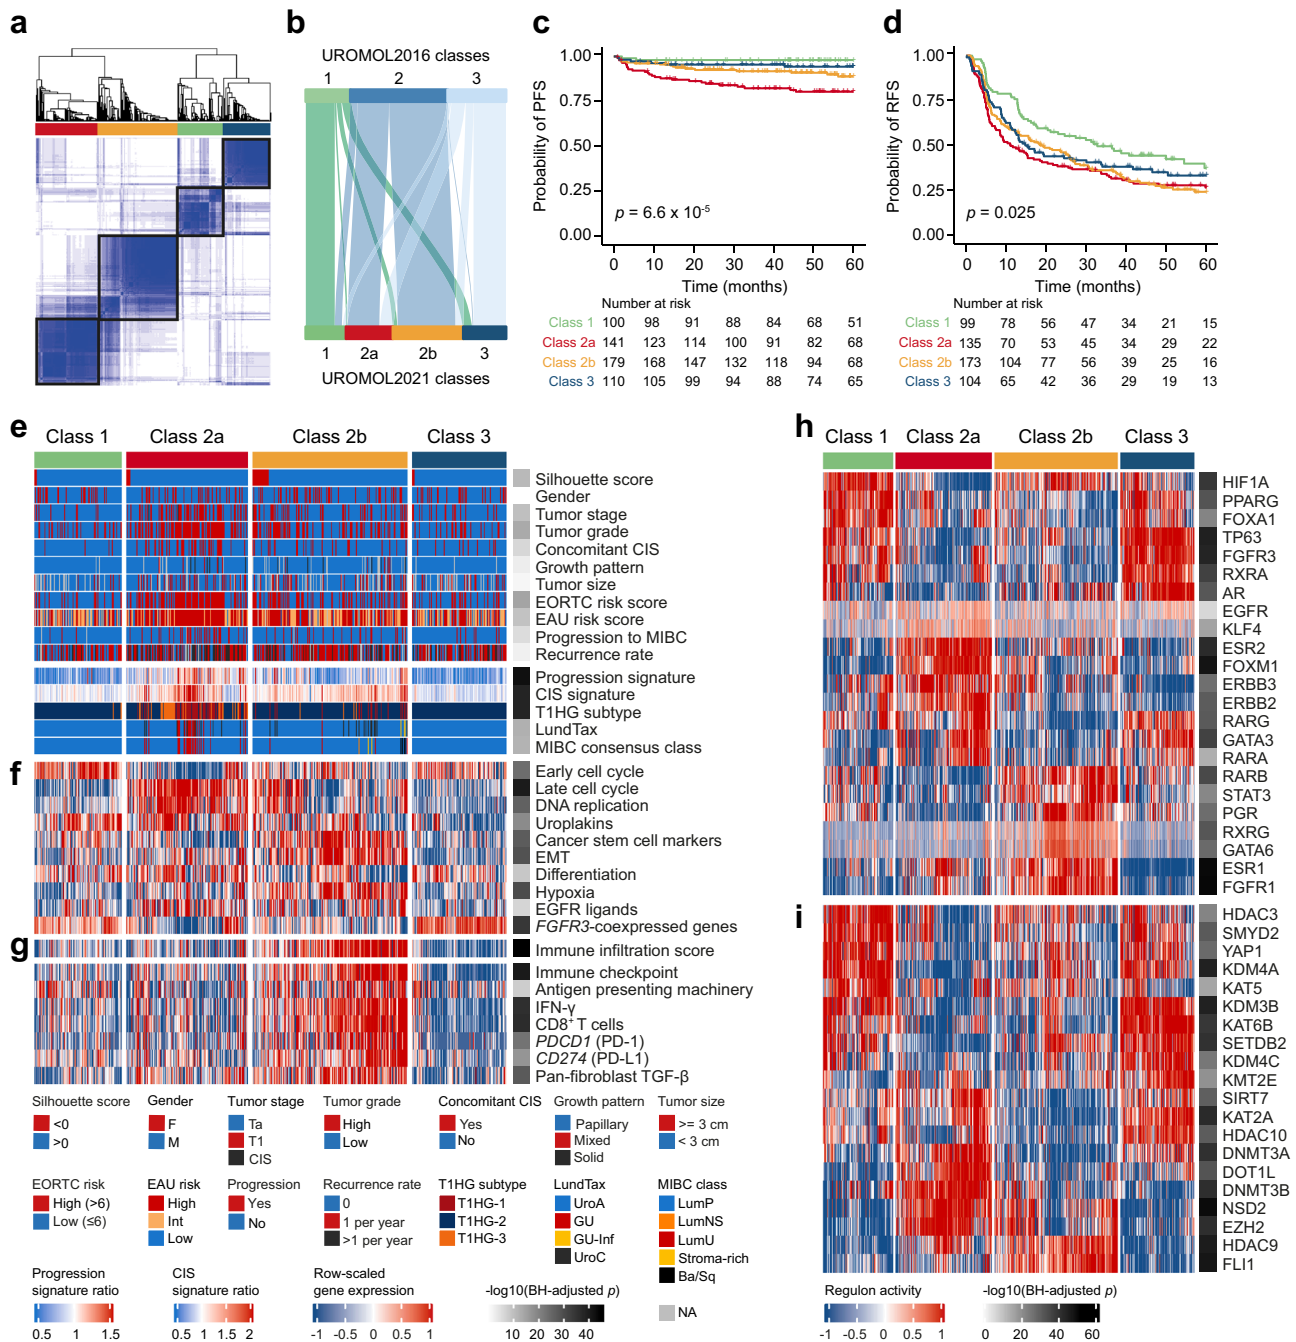 a
b
UROMOL2016 classes
1 2 3
1 2a 2b 3
UROMOL2021 classes
c
Probability of PFS
1.00
0.75
0.50
0.25
0.00
p = 6.6 x 10-5
0 10 20 30 40 50 60
Time (months)
Number at risk
Class 1 100 98 91 88 84 68 51
Class 2a 141 123 114 100 91 82 68
Class 2b 179 168 147 132 118 94 68
Class 3 110 105 99 94 88 74 65
d
Probability of RFS
1.00
0.75
0.50
0.25
0.00
p = 0.025
0 10 20 30 40 50 60
Time (months)
Number at risk
Class 1 99 78 56 47 34 21 15
Class 2a 135 70 53 45 34 29 22
Class 2b 173 104 77 56 39 25 16
Class 3 104 65 42 36 29 19 13
e
Class 1 Class 2a Class 2b Class 3
Silhouette score
Gender
Tumor stage
Tumor grade
Concomitant CIS
Growth pattern
Tumor size
EORTC risk score
EAU risk score
Progression to MIBC
Recurrence rate
Progression signature
CIS signature
T1HG subtype
LundTax
MIBC consensus class
f
Early cell cycle
Late cell cycle
DNA replication
Uroplakins
Cancer stem cell markers
EMT
Differentiation
Hypoxia
EGFR ligands
FGFR3-coexpressed genes
g
Immune infiltration score
Immune checkpoint
Antigen presenting machinery
IFN-γ
CD8+ T cells
PDCD1 (PD-1)
CD274 (PD-L1)
Pan-fibroblast TGF-β
Silhouette score
<0
>0
Gender
F
M
Tumor stage
Ta
T1
CIS
Tumor grade
High
Low
Concomitant CIS
Yes
No
Growth pattern
Papillary
Mixed
Solid
Tumor size
>= 3 cm
< 3 cm
EORTC risk
High (>6)
Low (≤6)
EAU risk
High
Int
Low
Progression
Yes
No
Recurrence rate
0
1 per year
>1 per year
T1HG subtype
T1HG-1
T1HG-2
T1HG-3
LundTax
UroA
GU
GU-Inf
UroC
MIBC class
LumP
LumNS
LumU
Stroma-rich
Ba/Sq
NA
Progression
signature ratio
0.5 1 1.5
CIS
signature ratio
0.5 1 1.5 2
Row-scaled
gene expression
-1 -0.5 0 0.5 1
-log10(BH-adjusted p)
10 20 30 40
h
Class 1 Class 2a Class 2b Class 3
HIF1A
PPARG
FOXA1
TP63
FGFR3
RXRA
AR
EGFR
KLF4
ESR2
FOXM1
ERBB3
ERBB2
RARG
GATA3
RARA
RARB
STAT3
PGR
RXRG
GATA6
ESR1
FGFR1
i
HDAC3
SMYD2
YAP1
KDM4A
KAT5
KDM3B
KAT6B
SETDB2
KDM4C
KMT2E
SIRT7
KAT2A
HDAC10
DNMT3A
DOT1L
DNMT3B
NSD2
EZH2
HDAC9
FLI1
Regulon activity
-1 -0.5 0 0.5 1
-log10(BH-adjusted p)
0 20 40 60